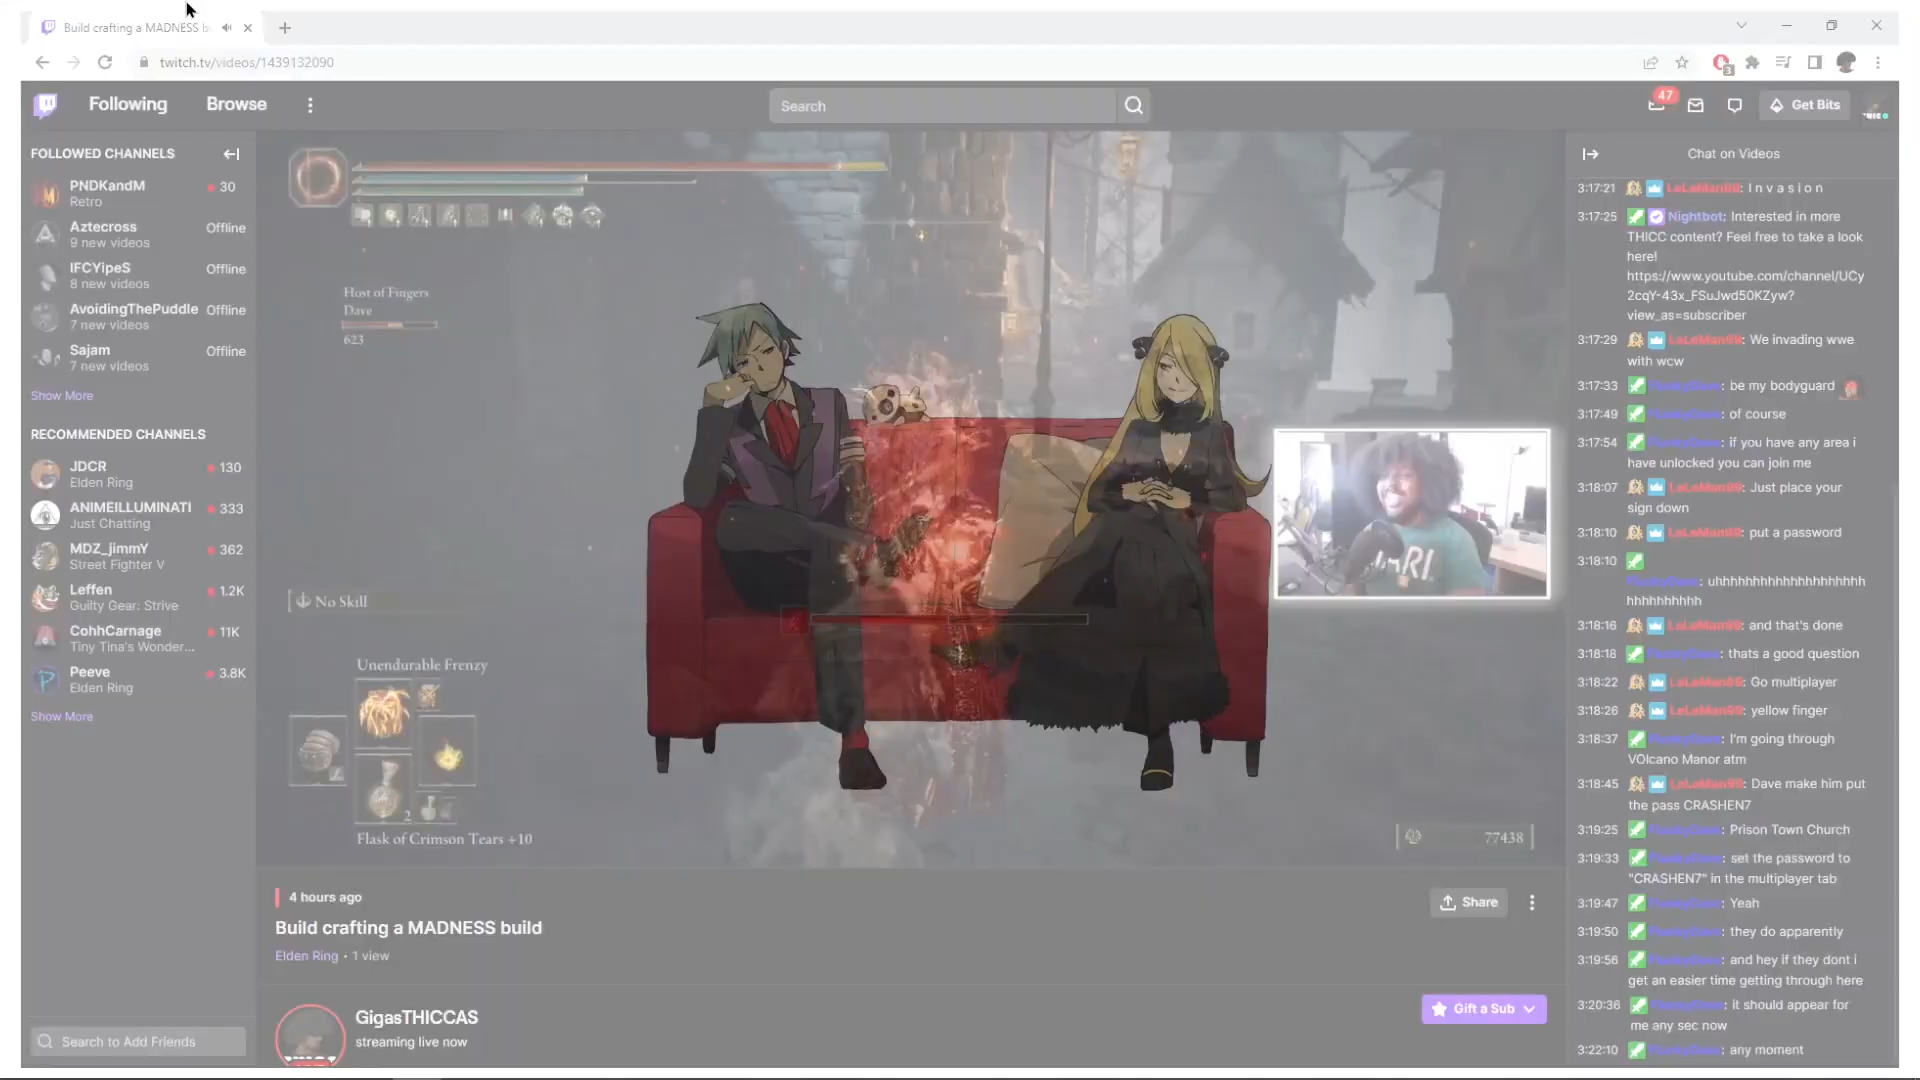 Build crafting a MADNESS b
twitch.tv/videos/1439132090
3
Following
Browse
Search
47
Get Bits
FOLLOWED CHANNELS
PNDKandM
30
Retro
Aztecross
Offline
9 new videos
IFCYipeS
Offline
8 new videos
AvoidingThePuddle
Offline
7 new videos
Sajam
Offline
7 new videos
Show More
RECOMMENDED CHANNELS
JDCR
130
Elden Ring
ANIMEILLUMINATI
333
Just Chatting
MDZ_jimmY
362
Street Fighter V
Leffen
1.2K
Guilty Gear: Strive
CohhCarnage
11K
Tiny Tina's Wonder...
Peeve
3.8K
Elden Ring
Show More
Search to Add Friends
Host of Fingers
Dave
623
No Skill
Unendurable Frenzy
2
Flask of Crimson Tears +10
77438
4 hours ago
Share
Build crafting a MADNESS build
Elden Ring • 1 view
GigasTHICCAS
streaming live now
Gift a Sub
Chat on Videos
3:17:21 LeLeMan99: I n v a s i o n
3:17:25 Nightbot: Interested in more
THICC content? Feel free to take a look
here!
https://www.youtube.com/channel/UCy
2cqY-43x_FSuJwd50KZyw?
view_as=subscriber
3:17:29 LeLeMan99: We invading wwe
with wcw
3:17:33 : be my bodyguard
3:17:49 : of course
3:17:54 : if you have any area i
have unlocked you can join me
3:18:07 LeLeMan99: Just place your
sign down
3:18:10 LeLeMan99: put a password
3:18:10
: uhhhhhhhhhhhhhhhhhhh
hhhhhhhhhhh
3:18:16 LeLeMan99: and that's done
3:18:18 : thats a good question
3:18:22 LeLeMan99: Go multiplayer
3:18:26 LeLeMan99: yellow finger
3:18:37 : I'm going through
VOlcano Manor atm
3:18:45 LeLeMan99: Dave make him put
the pass CRASHEN7
3:19:25 : Prison Town Church
3:19:33 : set the password to
"CRASHEN7" in the multiplayer tab
3:19:47 : Yeah
3:19:50 : they do apparently
3:19:56 : and hey if they dont i
get an easier time getting through here
3:20:36 : it should appear for
me any sec now
3:22:10 : any moment